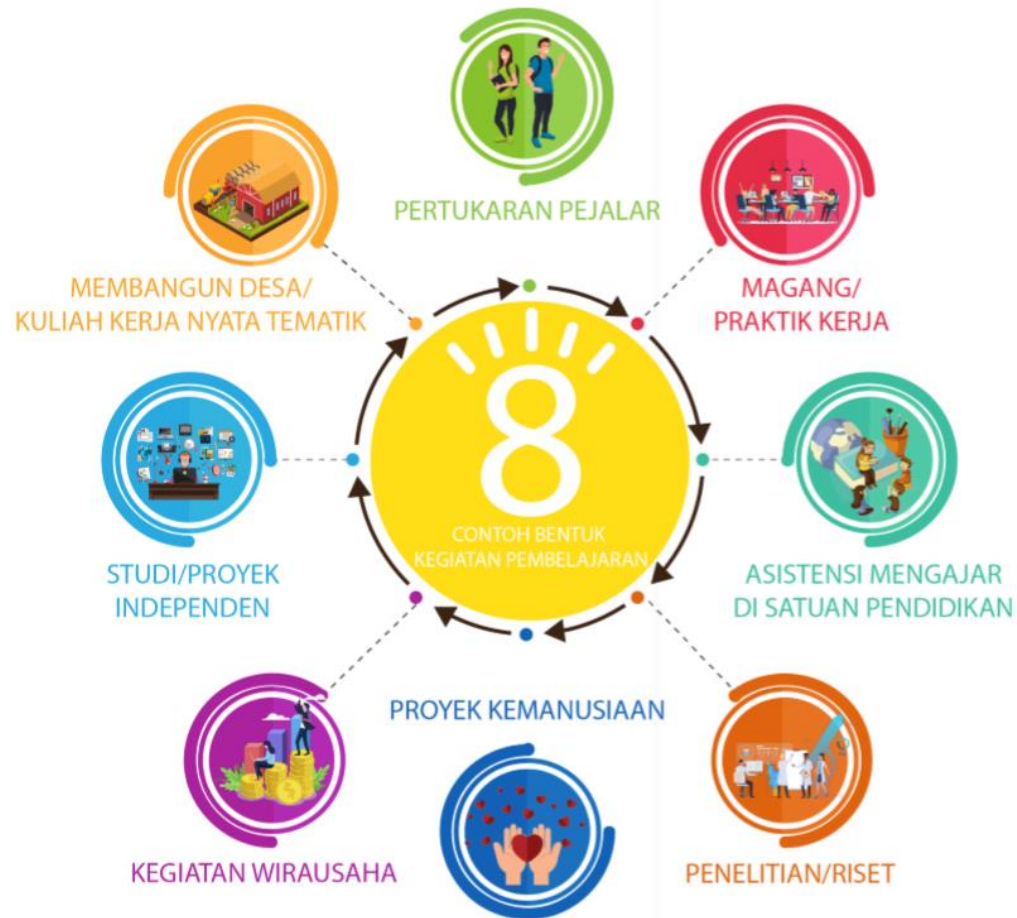 PERTUKARAN PEJALAR
MAGANG/
PRAKTIK KERJA
ASISTENSI MENGAJAR
DI SATUAN PENDIDIKAN
PENELITIAN/RISET
PROYEK KEMANUSIAAN
KEGIATAN WIRAUSAHA
STUDI/PROYEK
INDEPENDEN
MEMBANGUN DESA/
KULIAH KERJA NYATA TEMATIK
8
CONTOH BENTUK
KEGIATAN PEMBELAJARAN